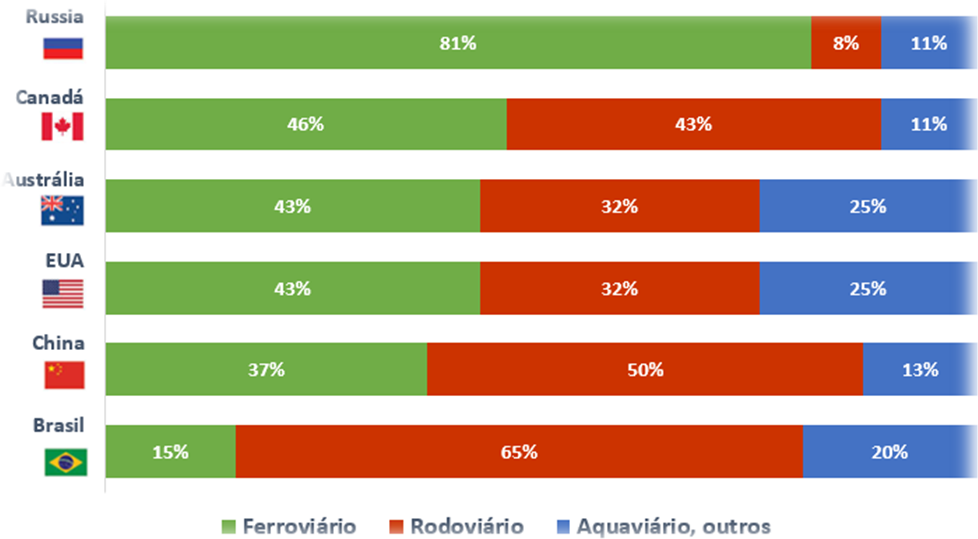 Russia
81% 8% 11%
Canadá
46% 43% 11%
Austrália
43% 32% 25%
EUA
43% 32% 25%
China
37% 50% 13%
Brasil
15% 65% 20%
Ferroviário Rodoviário Aquaviário, outros